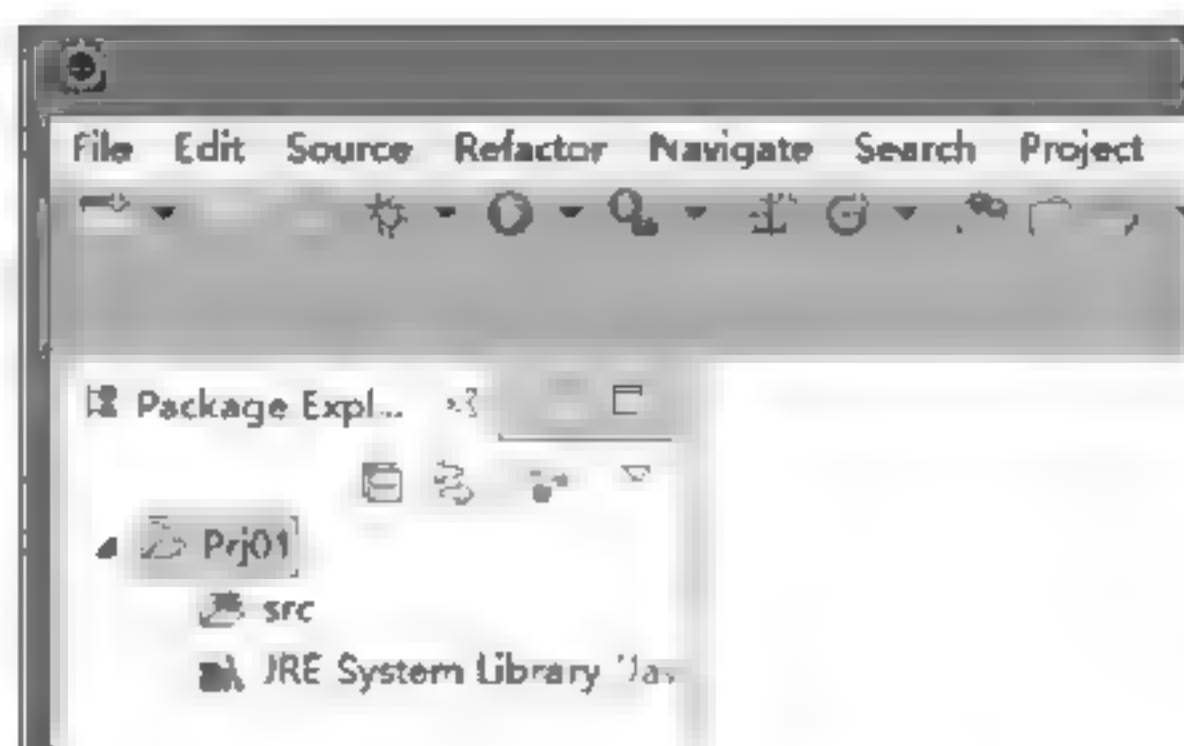 File Edit Source Refactor Navigate Search Project
Package Expl...
Prj01
src
JRE System Library